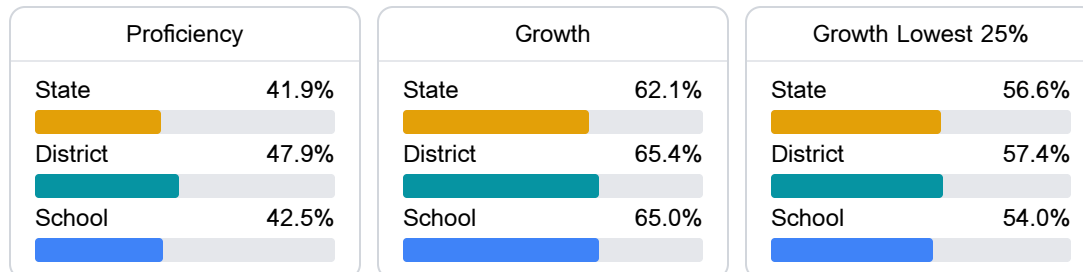 Proficiency
State 41.9%
District 47.9%
School 42.5%
Growth
State 62.1%
District 65.4%
School 65.0%
Growth Lowest 25%
State 56.6%
District 57.4%
School 54.0%